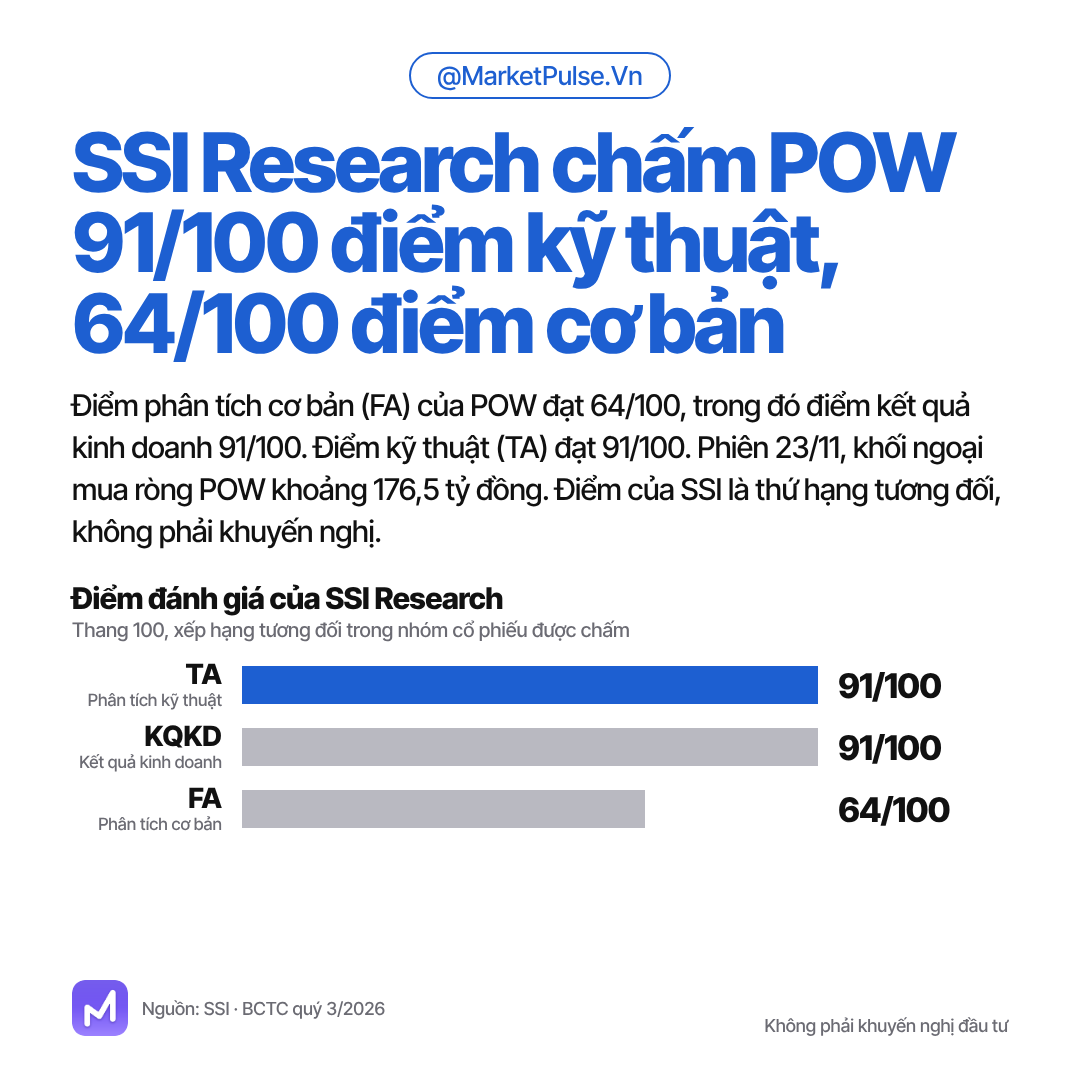 @MarketPulse.Vn
SSI Research chấm POW
91/100 điểm kỹ thuật,
64/100 điểm cơ bản
Điểm phân tích cơ bản (FA) của POW đạt 64/100, trong đó điểm kết quả
kinh doanh 91/100. Điểm kỹ thuật (TA) đạt 91/100. Phiên 23/11, khối ngoại
mua ròng POW khoảng 176,5 tỷ đồng. Điểm của SSI là thứ hạng tương đối,
không phải khuyến nghị.
Điểm đánh giá của SSI Research
Thang 100, xếp hạng tương đối trong nhóm cổ phiếu được chấm
TA
Phân tích kỹ thuật
91/100
KQKD
Kết quả kinh doanh
91/100
FA
Phân tích cơ bản
64/100
Nguồn: SSI · BCTC quý 3/2026
Không phải khuyến nghị đầu tư